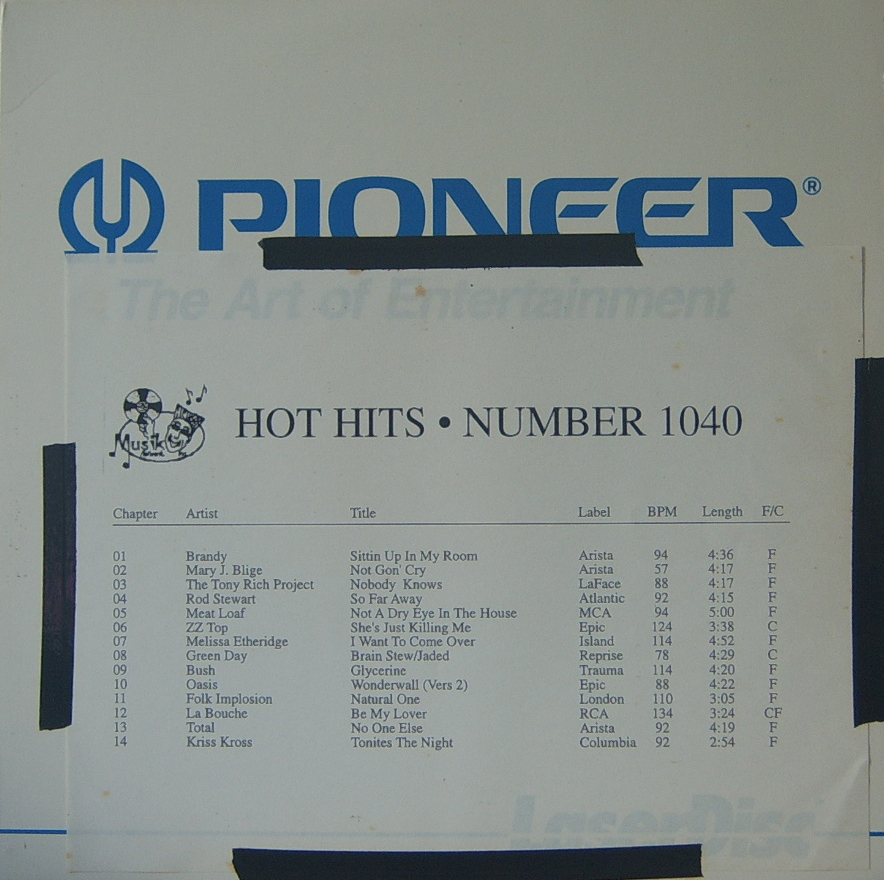 PIONEER®
The Art of Entertainment
Musik
HOT HITS • NUMBER 1040
Chapter Artist Title Label BPM Length F/C
01 Brandy Sittin Up In My Room Arista 94 4:36 F
02 Mary J. Blige Not Gon' Cry Arista 57 4:17 F
03 The Tony Rich Project Nobody Knows LaFace 88 4:17 F
04 Rod Stewart So Far Away Atlantic 92 4:15 F
05 Meat Loaf Not A Dry Eye In The House MCA 94 5:00 F
06 ZZ Top She's Just Killing Me Epic 124 3:38 C
07 Melissa Etheridge I Want To Come Over Island 114 4:52 F
08 Green Day Brain Stew/Jaded Reprise 78 4:29 C
09 Bush Glycerine Trauma 114 4:20 F
10 Oasis Wonderwall (Vers 2) Epic 88 4:22 F
11 Folk Implosion Natural One London 110 3:05 F
12 La Bouche Be My Lover RCA 134 3:24 CF
13 Total No One Else Arista 92 4:19 F
14 Kriss Kross Tonites The Night Columbia 92 2:54 F
LaserDisc